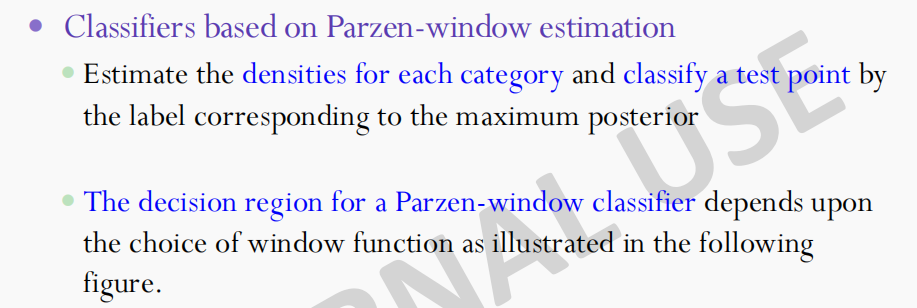 Classifiers based on Parzen-window estimation
Estimate the densities for each category and classify a test point by
the label corresponding to the maximum posterior
The decision region for a Parzen-window classifier depends upon
the choice of window function as illustrated in the following
figure.
RNAL USE